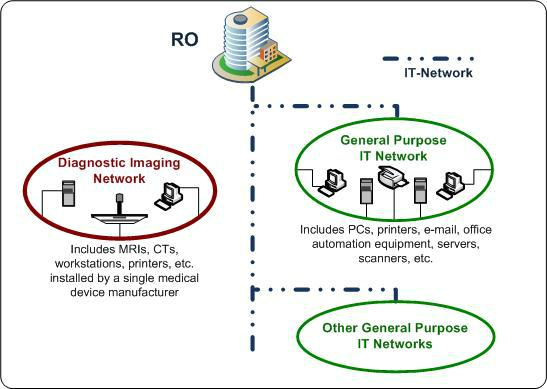 RO
IT-Network
Diagnostic Imaging
Network
Includes MRIs, CTs,
workstations, printers, etc.
installed by a single medical
device manufacturer
General Purpose
IT Network
Includes PCs, printers, e-mail, office
automation equipment, servers,
scanners, etc.
Other General Purpose
IT Networks